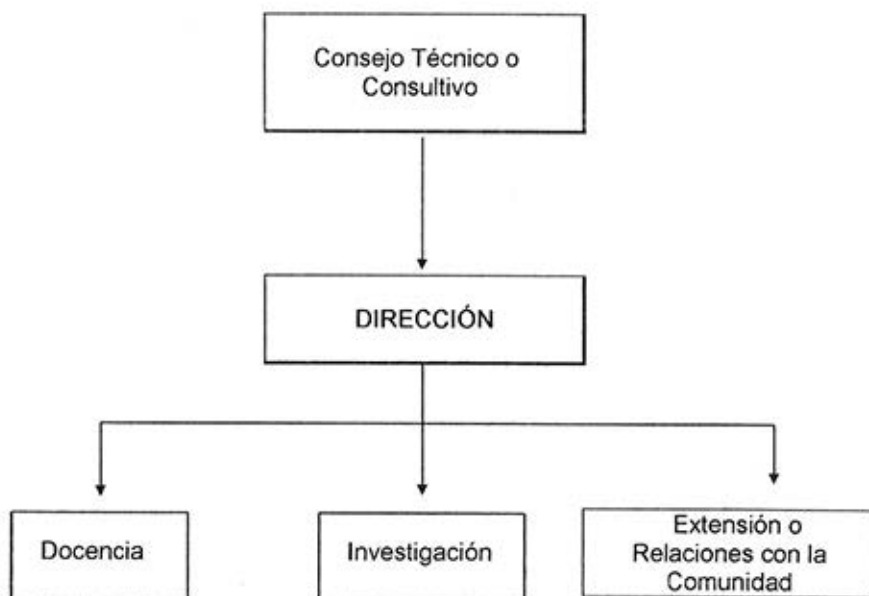 Consejo Técnico o
Consultivo
DIRECCIÓN
Docencia
Investigación
Extensión o
Relaciones con la
Comunidad